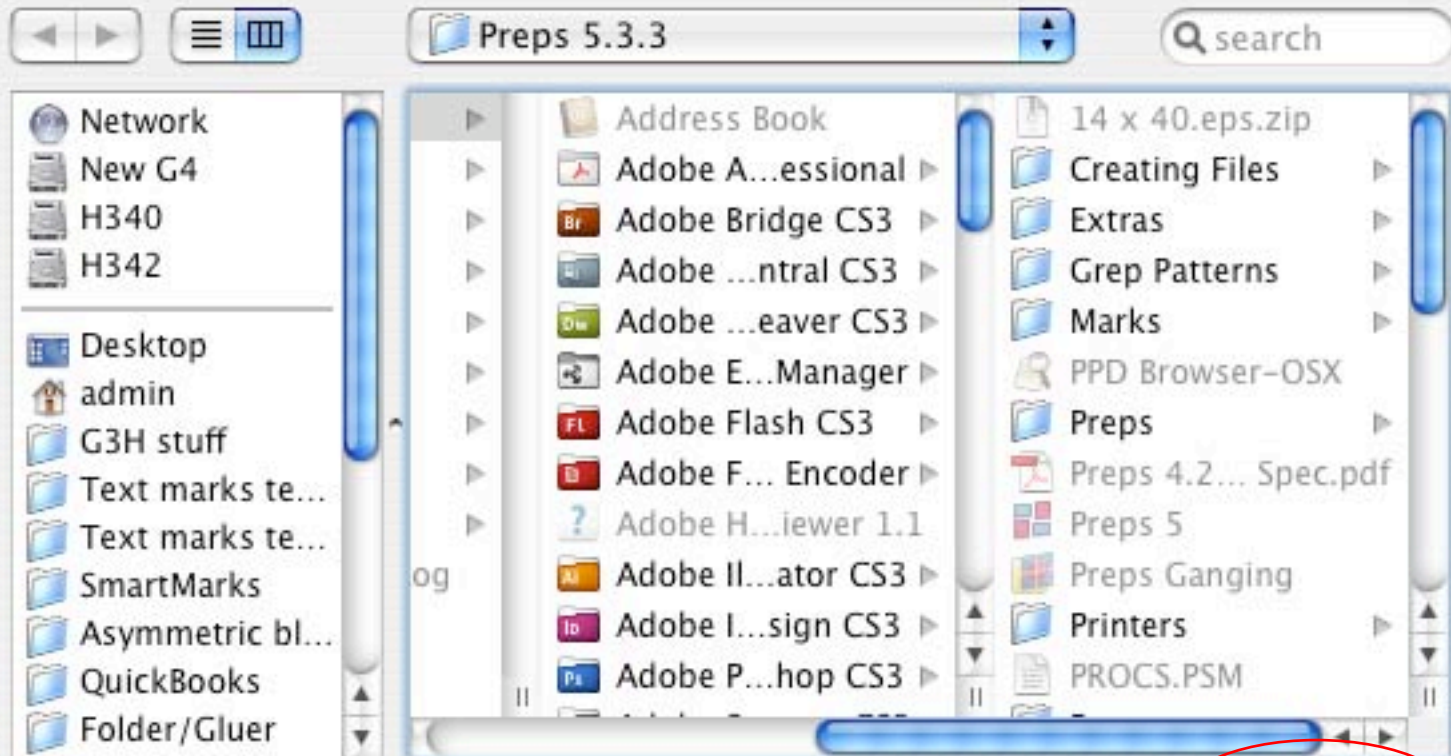 Preps 5.3.3
search
Network
New G4
H340
H342
Desktop
admin
G3H stuff
Text marks te...
Text marks te...
SmartMarks
Asymmetric bl...
QuickBooks
Folder/Gluer
og
Address Book
Adobe A...essional
Adobe Bridge CS3
Adobe ...ntral CS3
Adobe ...eaver CS3
Adobe E...Manager
Adobe Flash CS3
Adobe F... Encoder
Adobe H...iewer 1.1
Adobe Il...ator CS3
Adobe I...sign CS3
Adobe P...hop CS3
14 x 40.eps.zip
Creating Files
Extras
Grep Patterns
Marks
PPD Browser-OSX
Preps
Preps 4.2... Spec.pdf
Preps 5
Preps Ganging
Printers
PROCS.PSM